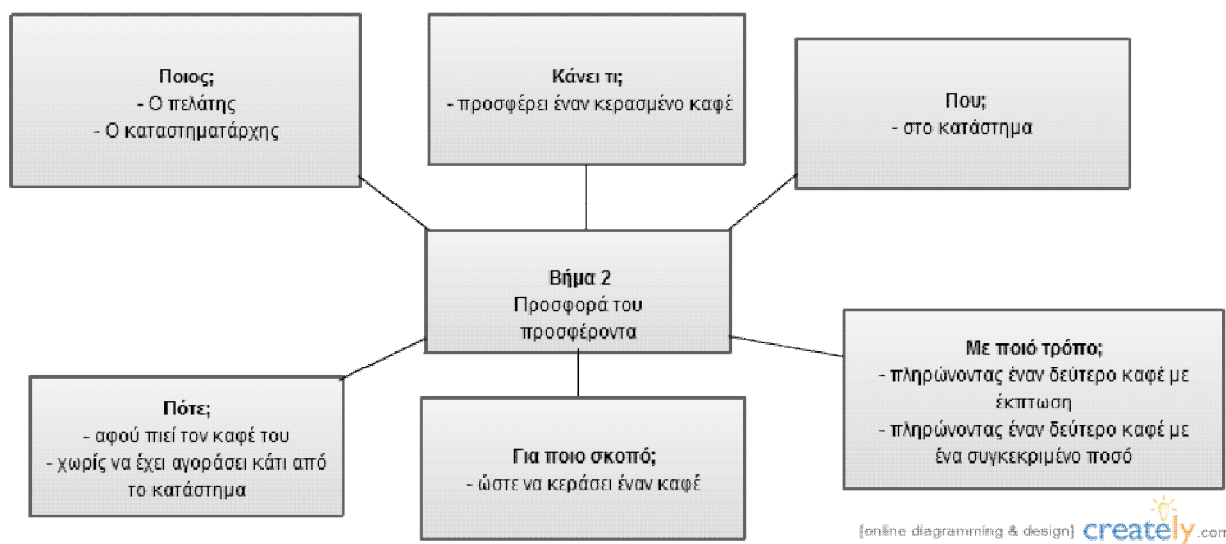 Ποιος;
- Ο πελάτης
- Ο καταστηματάρχης
Κάνει τι;
- προσφέρει έναν κερασμένο καφέ
Που;
- στο κατάστημα
Βήμα 2
Προσφορά του
προσφέροντα
Πότε;
- αφού πιεί τον καφέ του
- χωρίς να έχει αγοράσει κάτι από
το κατάστημα
Για ποιο σκοπό;
- ώστε να κεράσει έναν καφέ
Με ποιό τρόπο;
- πληρώνοντας έναν δεύτερο καφέ με
έκπτωση
- πληρώνοντας έναν δεύτερο καφέ με
ένα συγκεκριμένο ποσό
[online diagramming & design] creately.com